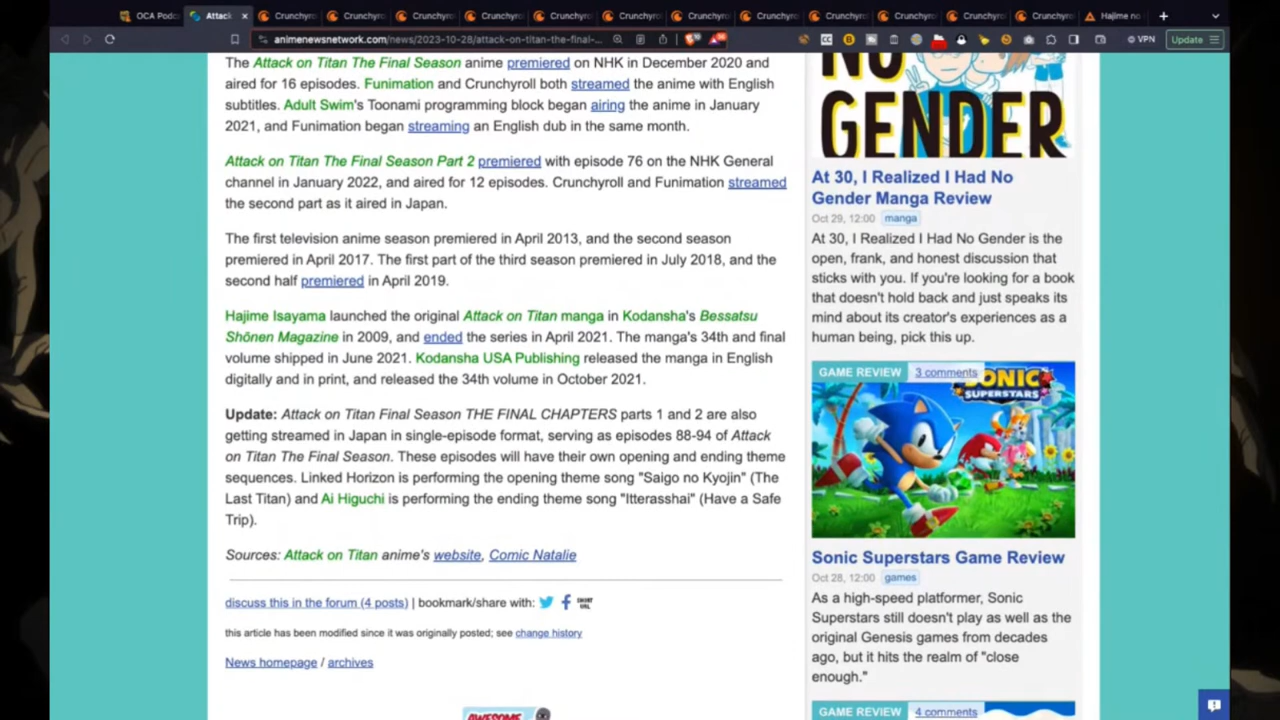 OCA Podc
Attack
Crunchyro
Crunchyro
Crunchyro
Crunchyro
Crunchyro
Crunchyro
Crunchyro
Crunchyro
Crunchyro
Crunchyro
Crunchyro
Crunchyro
Hajime no
animenewsnetwork.com/news/2023-10-28/attack-on-titan-the-final-...
VPN
Update
The Attack on Titan The Final Season anime premiered on NHK in December 2020 and
aired for 16 episodes. Funimation and Crunchyroll both streamed the anime with English
subtitles. Adult Swim's Toonami programming block began airing the anime in January
2021, and Funimation began streaming an English dub in the same month.
Attack on Titan The Final Season Part 2 premiered with episode 76 on the NHK General
channel in January 2022, and aired for 12 episodes. Crunchyroll and Funimation streamed
the second part as it aired in Japan.
The first television anime season premiered in April 2013, and the second season
premiered in April 2017. The first part of the third season premiered in July 2018, and the
second half premiered in April 2019.
Hajime Isayama launched the original Attack on Titan manga in Kodansha's Bessatsu
Shōnen Magazine in 2009, and ended the series in April 2021. The manga's 34th and final
volume shipped in June 2021. Kodansha USA Publishing released the manga in English
digitally and in print, and released the 34th volume in October 2021.
Update: Attack on Titan Final Season THE FINAL CHAPTERS parts 1 and 2 are also
getting streamed in Japan in single-episode format, serving as episodes 88-94 of Attack
on Titan The Final Season. These episodes will have their own opening and ending theme
sequences. Linked Horizon is performing the opening theme song "Saigo no Kyojin" (The
Last Titan) and Ai Higuchi is performing the ending theme song "Itterasshai" (Have a Safe
Trip).
Sources: Attack on Titan anime's website, Comic Natalie
discuss this in the forum (4 posts) | bookmark/share with:
SHORT
URL
this article has been modified since it was originally posted; see change history
News homepage / archives
AWESOME
NO
GENDER
At 30, I Realized I Had No
Gender Manga Review
Oct 29, 12:00 manga
At 30, I Realized I Had No Gender is the
open, frank, and honest discussion that
sticks with you. If you're looking for a book
that doesn't hold back and just speaks its
mind about its creator's experiences as a
human being, pick this up.
GAME REVIEW 3 comments
SONIC
SUPERSTARS
Sonic Superstars Game Review
Oct 28, 12:00 games
As a high-speed platformer, Sonic
Superstars still doesn't play as well as the
original Genesis games from decades
ago, but it hits the realm of "close
enough."
GAME REVIEW 4 comments